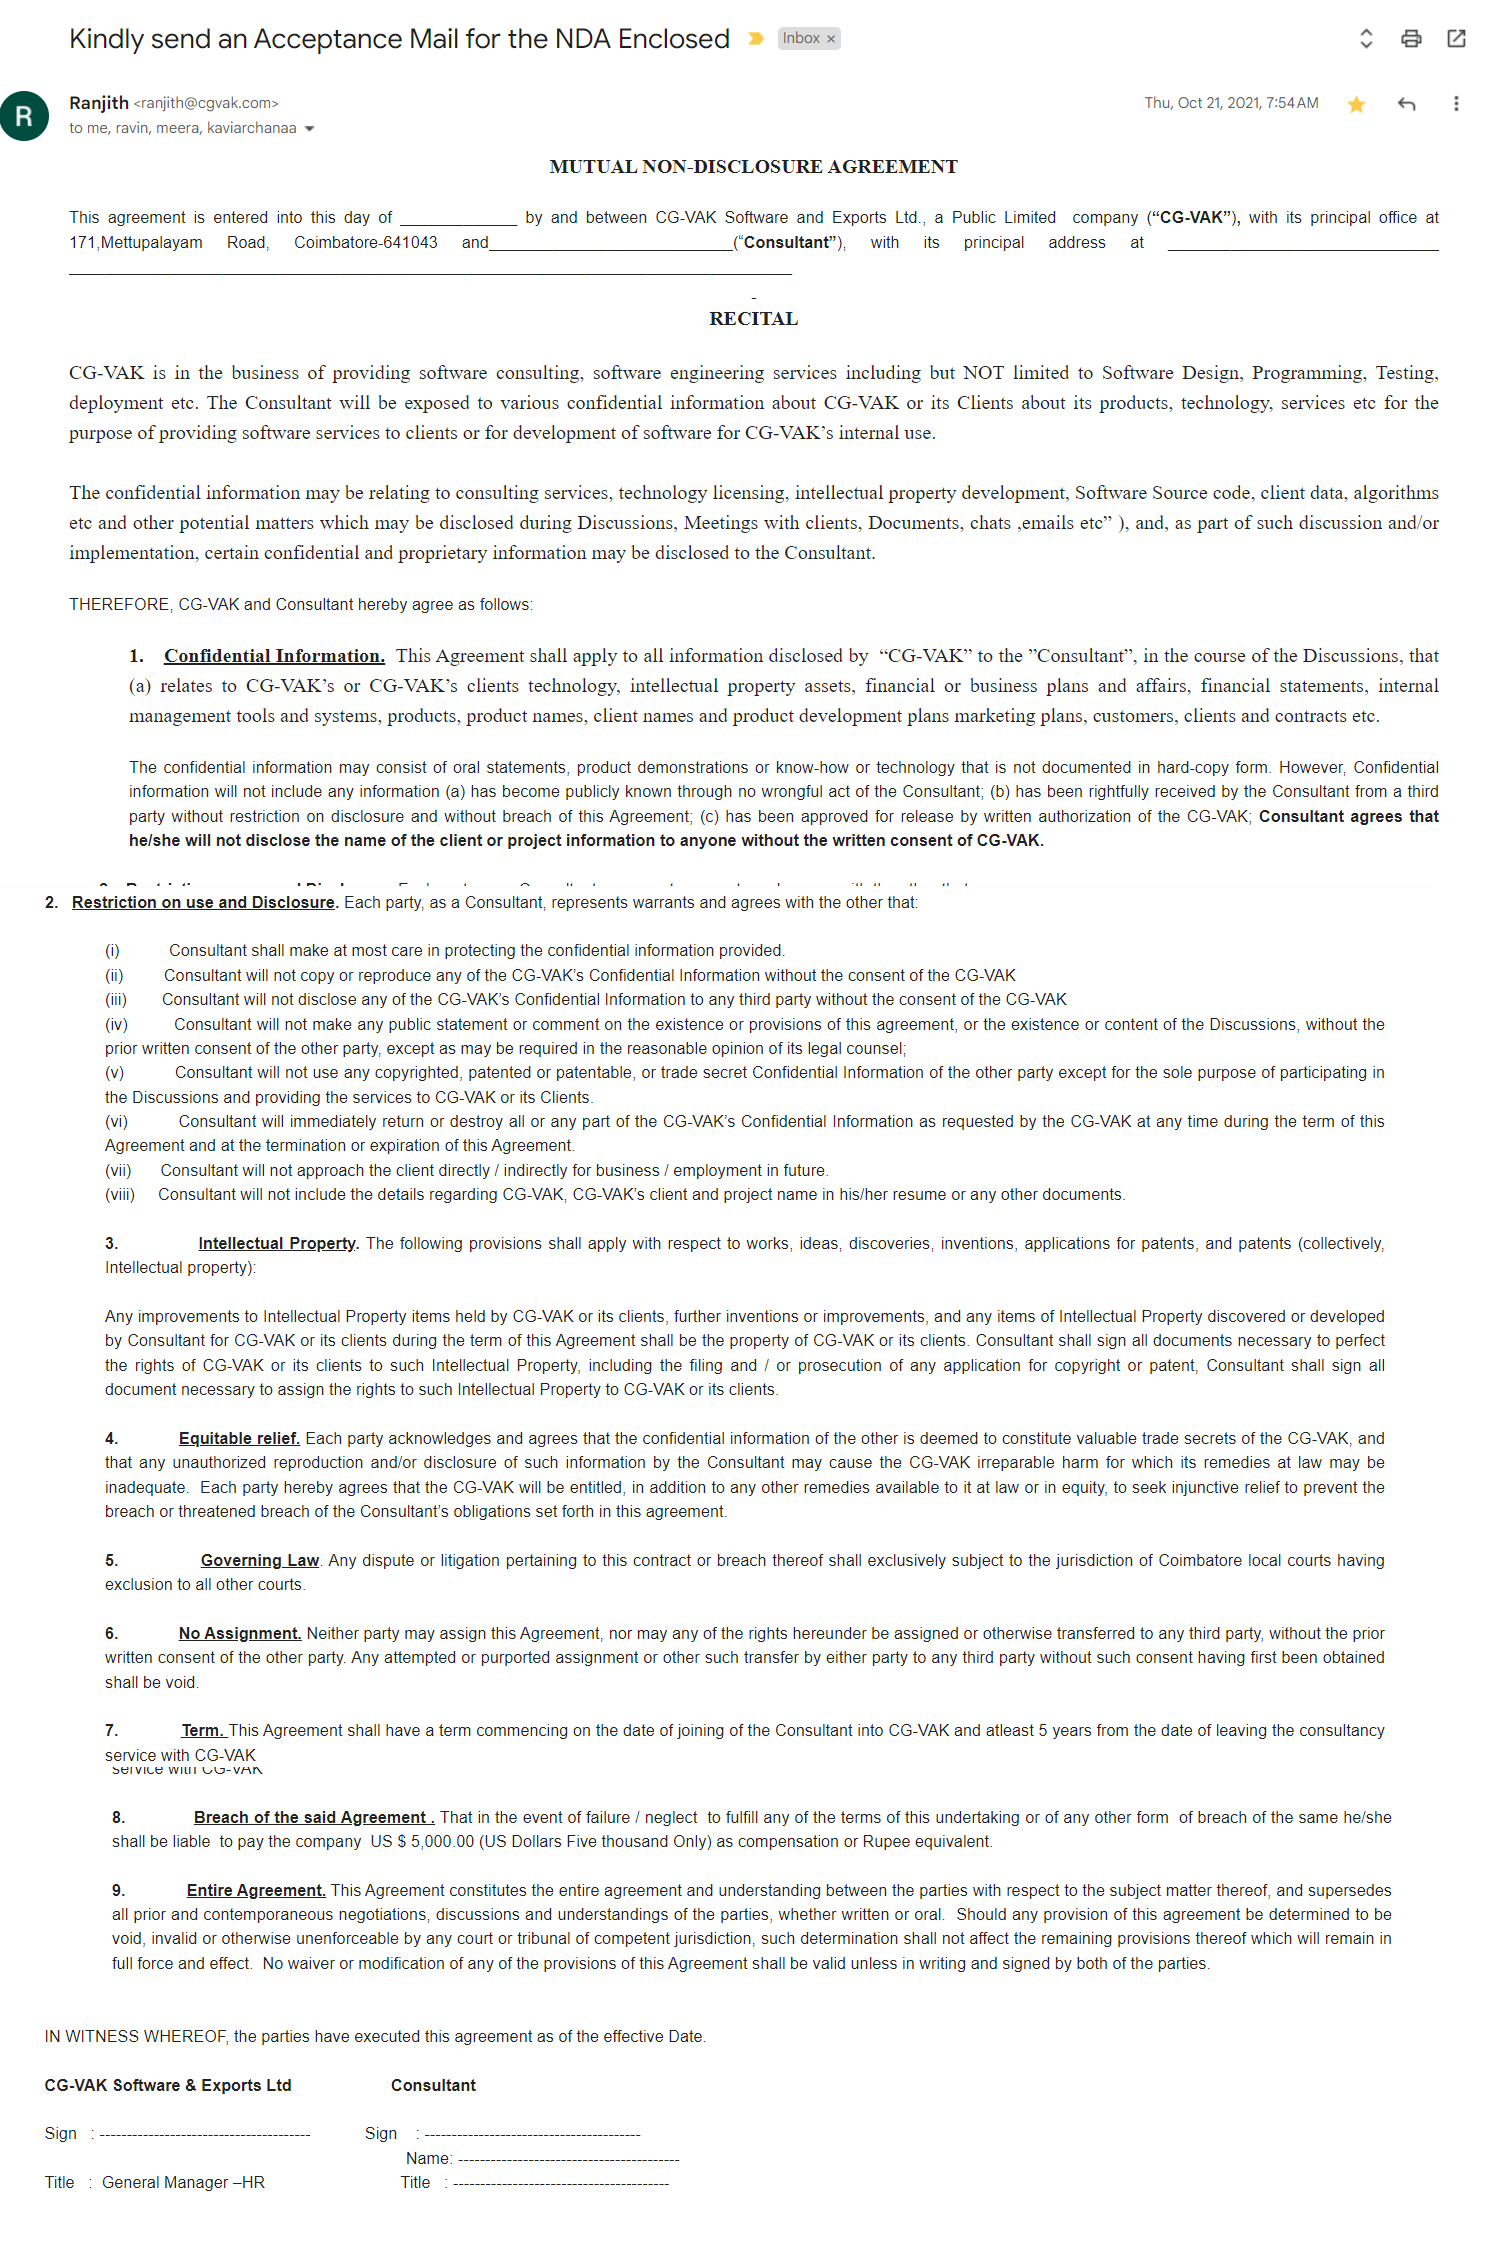 Kindly send an Acceptance Mail for the NDA Enclosed
Inbox ×
R
Ranjith <ranjith@cgvak.com>
Thu, Oct 21, 2021, 7:54 AM
to me, ravin, meera, kaviarchanaa
MUTUAL NON-DISCLOSURE AGREEMENT
This agreement is entered into this day of _____________ by and between CG-VAK Software and Exports Ltd., a Public Limited company (“CG-VAK”), with its principal office at
171,Mettupalayam Road, Coimbatore-641043 and___________________________(“Consultant”), with its principal address at ______________________________
________________________________________________________________________________
-
RECITAL
CG-VAK is in the business of providing software consulting, software engineering services including but NOT limited to Software Design, Programming, Testing,
deployment etc. The Consultant will be exposed to various confidential information about CG-VAK or its Clients about its products, technology, services etc for the
purpose of providing software services to clients or for development of software for CG-VAK’s internal use.
The confidential information may be relating to consulting services, technology licensing, intellectual property development, Software Source code, client data, algorithms
etc and other potential matters which may be disclosed during Discussions, Meetings with clients, Documents, chats ,emails etc” ), and, as part of such discussion and/or
implementation, certain confidential and proprietary information may be disclosed to the Consultant.
THEREFORE, CG-VAK and Consultant hereby agree as follows:
1. Confidential Information. This Agreement shall apply to all information disclosed by “CG-VAK” to the ”Consultant”, in the course of the Discussions, that
(a) relates to CG-VAK’s or CG-VAK’s clients technology, intellectual property assets, financial or business plans and affairs, financial statements, internal
management tools and systems, products, product names, client names and product development plans marketing plans, customers, clients and contracts etc.
The confidential information may consist of oral statements, product demonstrations or know-how or technology that is not documented in hard-copy form. However, Confidential
information will not include any information (a) has become publicly known through no wrongful act of the Consultant; (b) has been rightfully received by the Consultant from a third
party without restriction on disclosure and without breach of this Agreement; (c) has been approved for release by written authorization of the CG-VAK; Consultant agrees that
he/she will not disclose the name of the client or project information to anyone without the written consent of CG-VAK.
2. Restriction on use and Disclosure. Each party, as a Consultant, represents warrants and agrees with the other that:
(i) Consultant shall make at most care in protecting the confidential information provided.
(ii) Consultant will not copy or reproduce any of the CG-VAK’s Confidential Information without the consent of the CG-VAK
(iii) Consultant will not disclose any of the CG-VAK’s Confidential Information to any third party without the consent of the CG-VAK
(iv) Consultant will not make any public statement or comment on the existence or provisions of this agreement, or the existence or content of the Discussions, without the
prior written consent of the other party, except as may be required in the reasonable opinion of its legal counsel;
(v) Consultant will not use any copyrighted, patented or patentable, or trade secret Confidential Information of the other party except for the sole purpose of participating in
the Discussions and providing the services to CG-VAK or its Clients.
(vi) Consultant will immediately return or destroy all or any part of the CG-VAK’s Confidential Information as requested by the CG-VAK at any time during the term of this
Agreement and at the termination or expiration of this Agreement.
(vii) Consultant will not approach the client directly / indirectly for business / employment in future.
(viii) Consultant will not include the details regarding CG-VAK, CG-VAK’s client and project name in his/her resume or any other documents.
3. Intellectual Property. The following provisions shall apply with respect to works, ideas, discoveries, inventions, applications for patents, and patents (collectively,
Intellectual property):
Any improvements to Intellectual Property items held by CG-VAK or its clients, further inventions or improvements, and any items of Intellectual Property discovered or developed
by Consultant for CG-VAK or its clients during the term of this Agreement shall be the property of CG-VAK or its clients. Consultant shall sign all documents necessary to perfect
the rights of CG-VAK or its clients to such Intellectual Property, including the filing and / or prosecution of any application for copyright or patent, Consultant shall sign all
document necessary to assign the rights to such Intellectual Property to CG-VAK or its clients.
4. Equitable relief. Each party acknowledges and agrees that the confidential information of the other is deemed to constitute valuable trade secrets of the CG-VAK, and
that any unauthorized reproduction and/or disclosure of such information by the Consultant may cause the CG-VAK irreparable harm for which its remedies at law may be
inadequate. Each party hereby agrees that the CG-VAK will be entitled, in addition to any other remedies available to it at law or in equity, to seek injunctive relief to prevent the
breach or threatened breach of the Consultant’s obligations set forth in this agreement.
5. Governing Law. Any dispute or litigation pertaining to this contract or breach thereof shall exclusively subject to the jurisdiction of Coimbatore local courts having
exclusion to all other courts.
6. No Assignment. Neither party may assign this Agreement, nor may any of the rights hereunder be assigned or otherwise transferred to any third party, without the prior
written consent of the other party. Any attempted or purported assignment or other such transfer by either party to any third party without such consent having first been obtained
shall be void.
7. Term. This Agreement shall have a term commencing on the date of joining of the Consultant into CG-VAK and atleast 5 years from the date of leaving the consultancy
service with CG-VAK
service with CG-VAK
8. Breach of the said Agreement . That in the event of failure / neglect to fulfill any of the terms of this undertaking or of any other form of breach of the same he/she
shall be liable to pay the company US $ 5,000.00 (US Dollars Five thousand Only) as compensation or Rupee equivalent.
9. Entire Agreement. This Agreement constitutes the entire agreement and understanding between the parties with respect to the subject matter thereof, and supersedes
all prior and contemporaneous negotiations, discussions and understandings of the parties, whether written or oral. Should any provision of this agreement be determined to be
void, invalid or otherwise unenforceable by any court or tribunal of competent jurisdiction, such determination shall not affect the remaining provisions thereof which will remain in
full force and effect. No waiver or modification of any of the provisions of this Agreement shall be valid unless in writing and signed by both of the parties.
IN WITNESS WHEREOF, the parties have executed this agreement as of the effective Date.
CG-VAK Software & Exports Ltd Consultant
Sign : --------------------------------------- Sign : ----------------------------------------
Name: -----------------------------------------
Title : General Manager –HR Title : ----------------------------------------